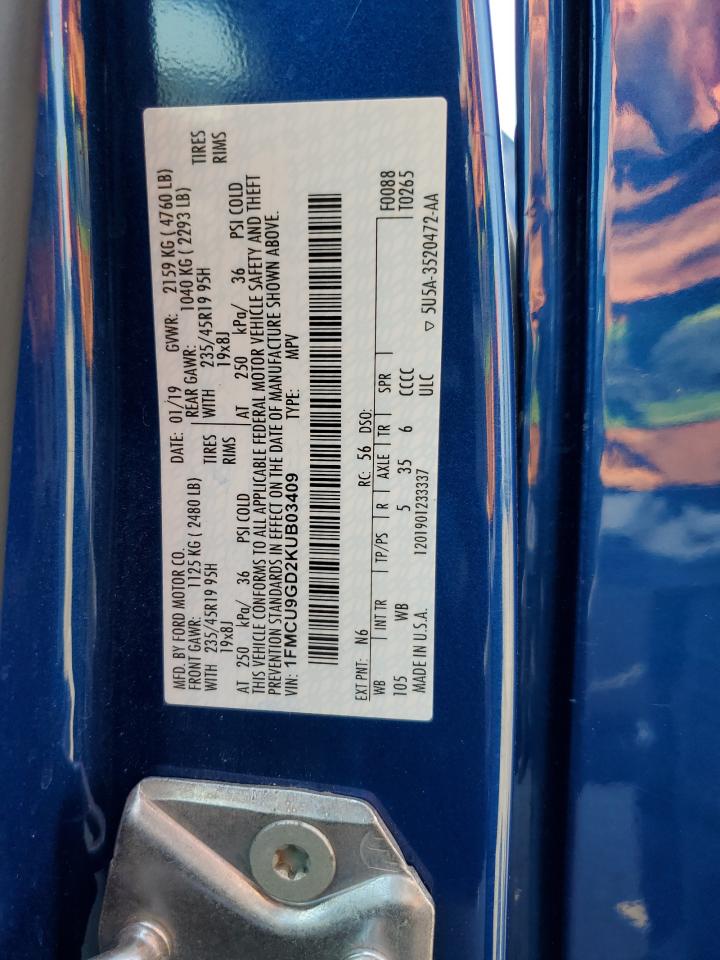 MFD. BY FORD MOTOR CO. DATE: 01/19 GVWR: 2159 KG ( 4760 LB)
FRONT GAWR: 1125 KG ( 2480 LB) REAR GAWR: 1040 KG ( 2293 LB)
WITH 235/45R19 95H TIRES WITH 235/45R19 95H TIRES
19x8J RIMS 19x8J RIMS
AT 250 kPa/ 36 PSI COLD AT 250 kPa/ 36 PSI COLD
THIS VEHICLE CONFORMS TO ALL APPLICABLE FEDERAL MOTOR VEHICLE SAFETY AND THEFT
PREVENTION STANDARDS IN EFFECT ON THE DATE OF MANUFACTURE SHOWN ABOVE.
VIN: 1FMCU9GD2KUB03409 TYPE: MPV
EXT PNT: N6 RC: 56 DSO: F0088
WB INT TR TP/PS R AXLE TR SPR T0265
105 WB 5 35 6 CCCC
MADE IN U.S.A. 1201901233337 ULC ▽ 5U5A-3520472-AA